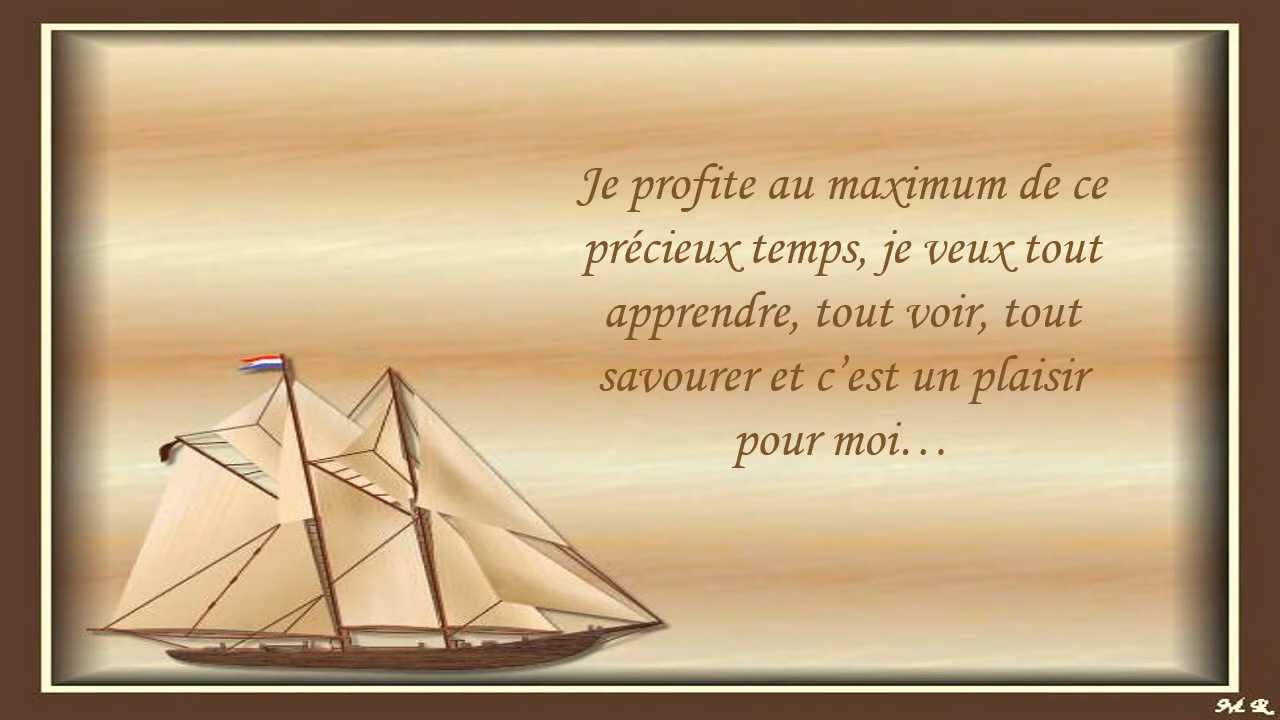 Je profite au maximum de ce
précieux temps, je veux tout
apprendre, tout voir, tout
savourer et c’est un plaisir
pour moi…
M. R.